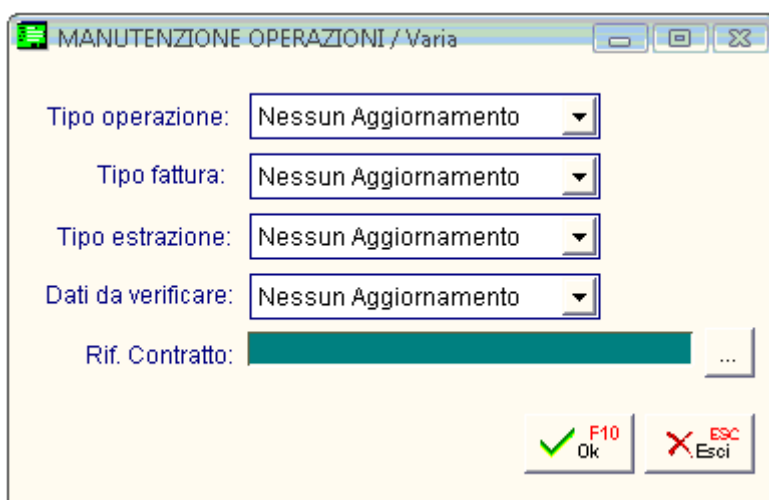 MANUTENZIONE OPERAZIONI / Varia
Tipo operazione: Nessun Aggiornamento
Tipo fattura: Nessun Aggiornamento
Tipo estrazione: Nessun Aggiornamento
Dati da verificare: Nessun Aggiornamento
Rif. Contratto: ...
F10 ESC
Ok Esci